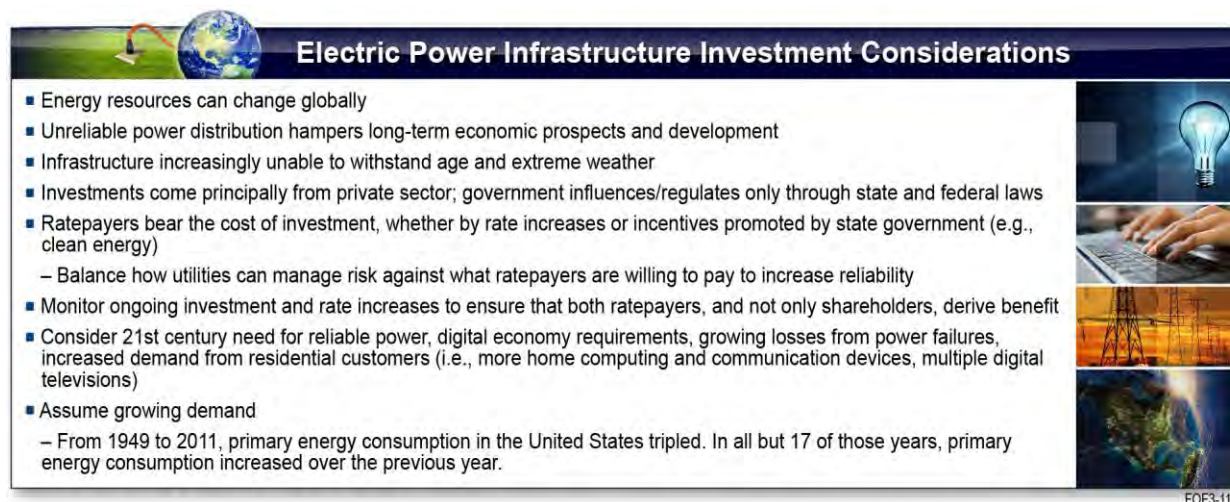 Electric Power Infrastructure Investment Considerations
▪ Energy resources can change globally
▪ Unreliable power distribution hampers long-term economic prospects and development
▪ Infrastructure increasingly unable to withstand age and extreme weather
▪ Investments come principally from private sector; government influences/regulates only through state and federal laws
▪ Ratepayers bear the cost of investment, whether by rate increases or incentives promoted by state government (e.g.,
clean energy)
– Balance how utilities can manage risk against what ratepayers are willing to pay to increase reliability
▪ Monitor ongoing investment and rate increases to ensure that both ratepayers, and not only shareholders, derive benefit
▪ Consider 21st century need for reliable power, digital economy requirements, growing losses from power failures,
increased demand from residential customers (i.e., more home computing and communication devices, multiple digital
televisions)
▪ Assume growing demand
– From 1949 to 2011, primary energy consumption in the United States tripled. In all but 17 of those years, primary
energy consumption increased over the previous year.